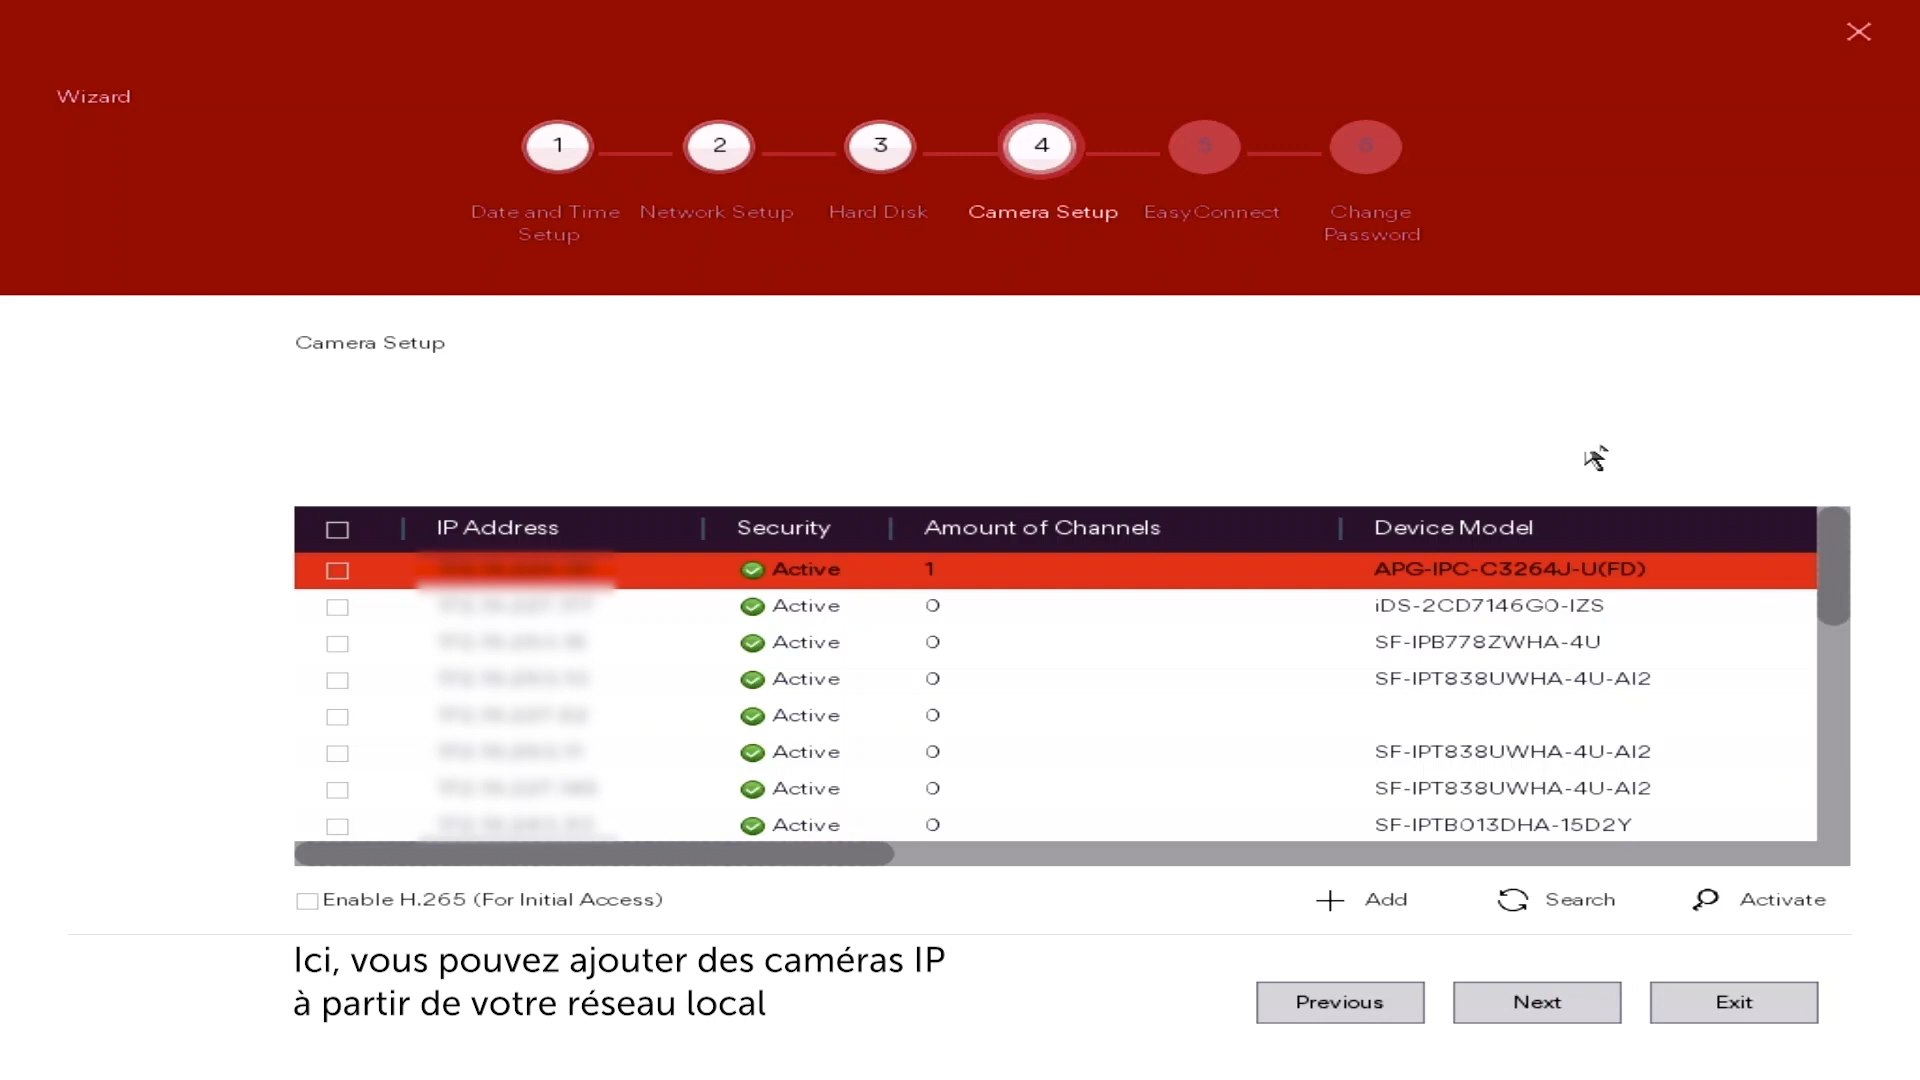 Wizard
1 2 3 4 5 6
Date and Time Setup Network Setup Hard Disk Camera Setup EasyConnect Change Password
Camera Setup
IP Address Security Amount of Channels Device Model
Active 1 APG-IPC-C3264J-U(FD)
Active 0 iDS-2CD7146G0-IZS
Active 0 SF-IPB778ZWHA-4U
Active 0 SF-IPT838UWHA-4U-AI2
Active 0
Active 0 SF-IPT838UWHA-4U-AI2
Active 0 SF-IPT838UWHA-4U-AI2
Active 0 SF-IPTB013DHA-15D2Y
Enable H.265 (For Initial Access) Add Search Activate
Ici, vous pouvez ajouter des caméras IP
à partir de votre réseau local
Previous Next Exit